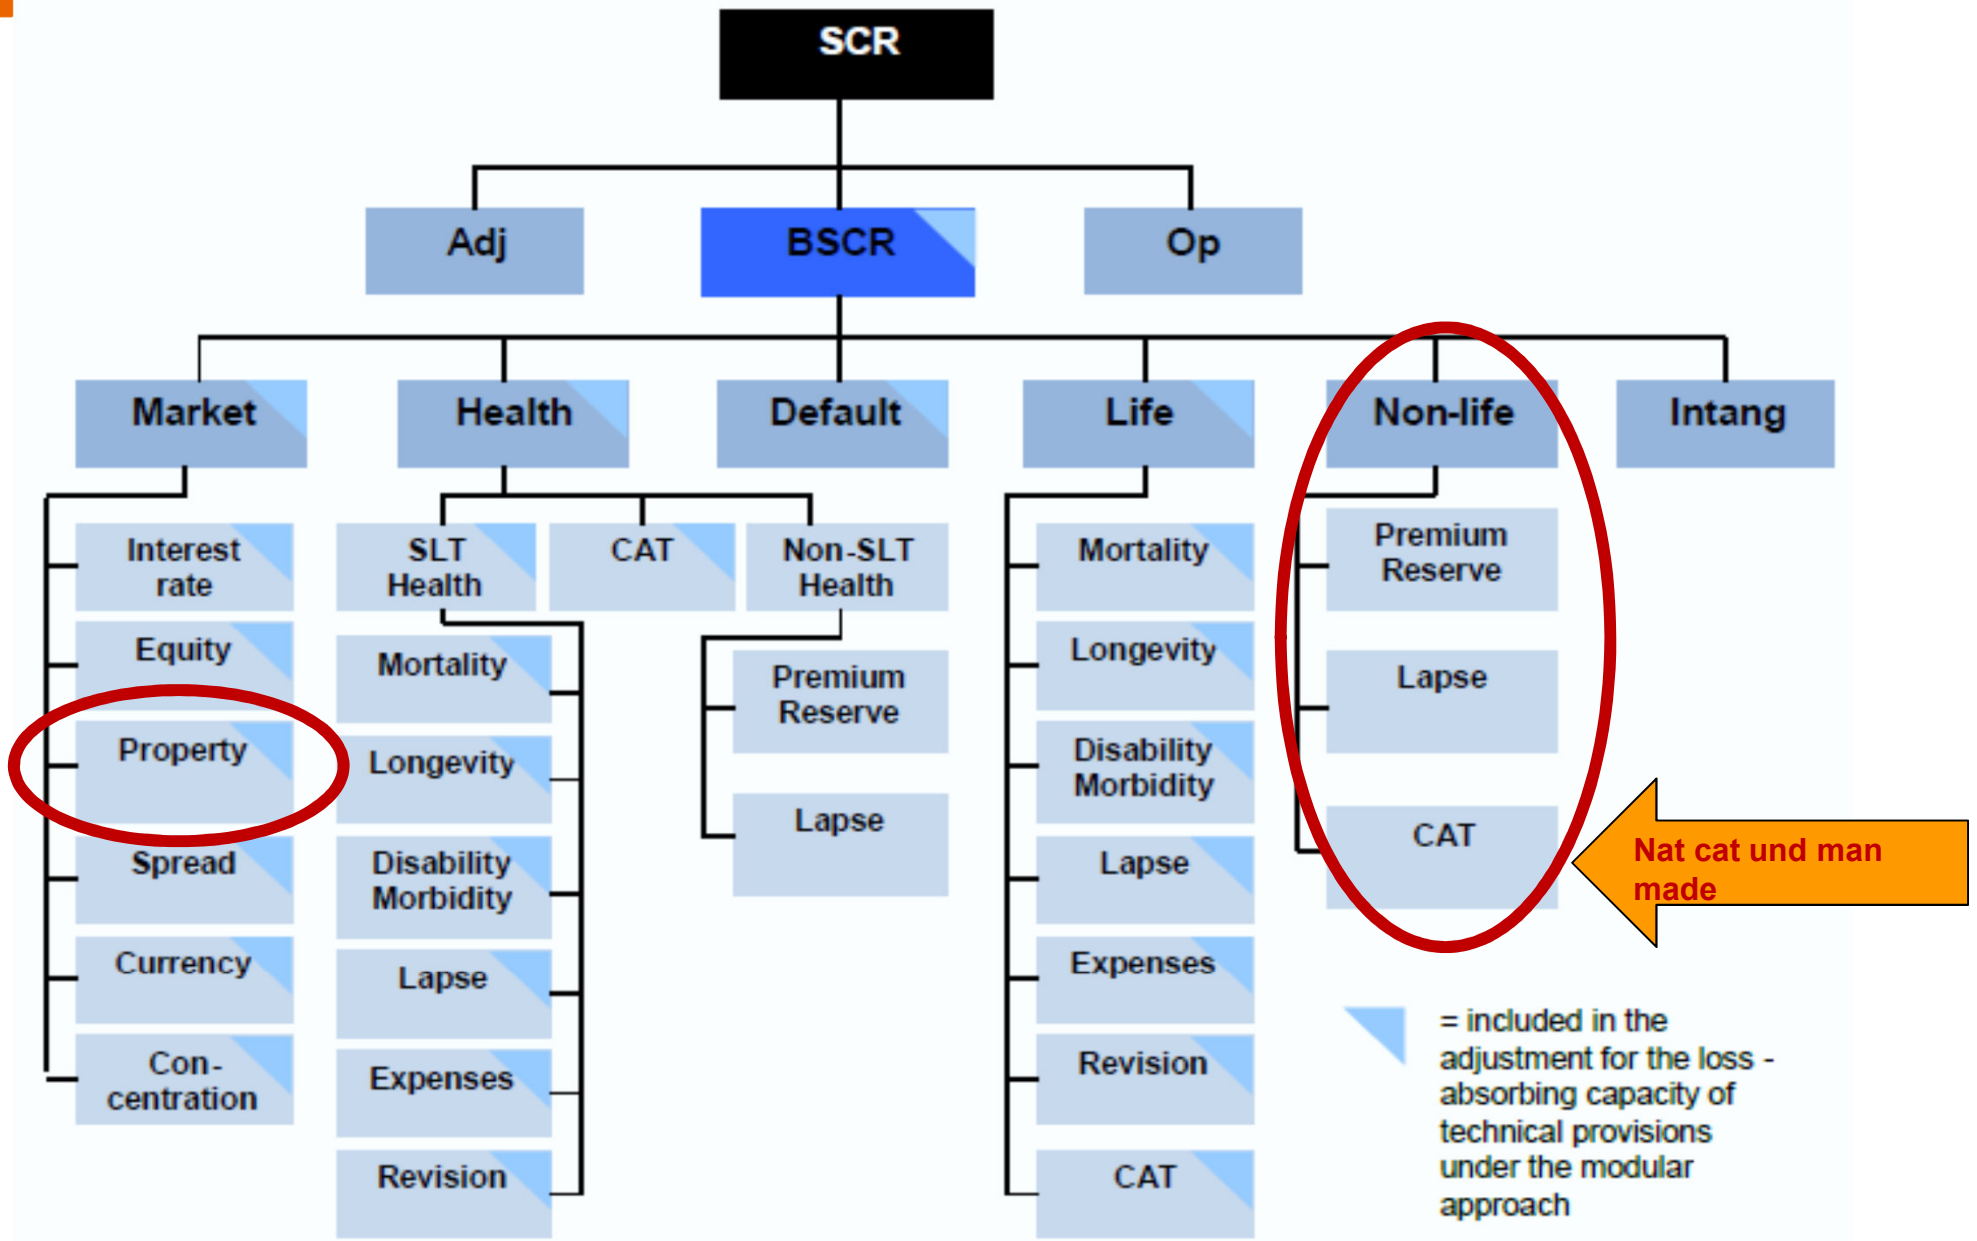 SCR
Adj
BSCR
Op
Market
Health
Default
Life
Non-life
Intang
Interest
rate
Equity
Property
Spread
Currency
Con-
centration
SLT
Health
CAT
Non-SLT
Health
Mortality
Longevity
Disability
Morbidity
Lapse
Expenses
Revision
Premium
Reserve
Lapse
Mortality
Longevity
Disability
Morbidity
Lapse
Expenses
Revision
CAT
Premium
Reserve
Lapse
CAT
Nat cat und man
made
= included in the
adjustment for the loss -
absorbing capacity of
technical provisions
under the modular
approach